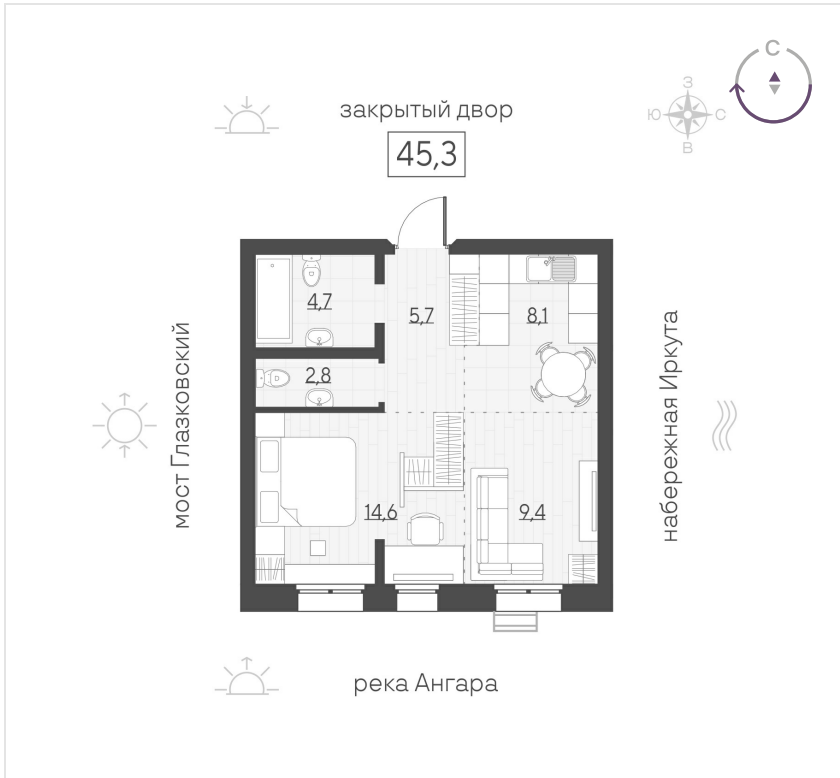 С
З
Ю
С
В
закрытый двор
45,3
4,7
5,7
8,1
2,8
14,6
9,4
мост Глазковский
набережная Иркута
река Ангара